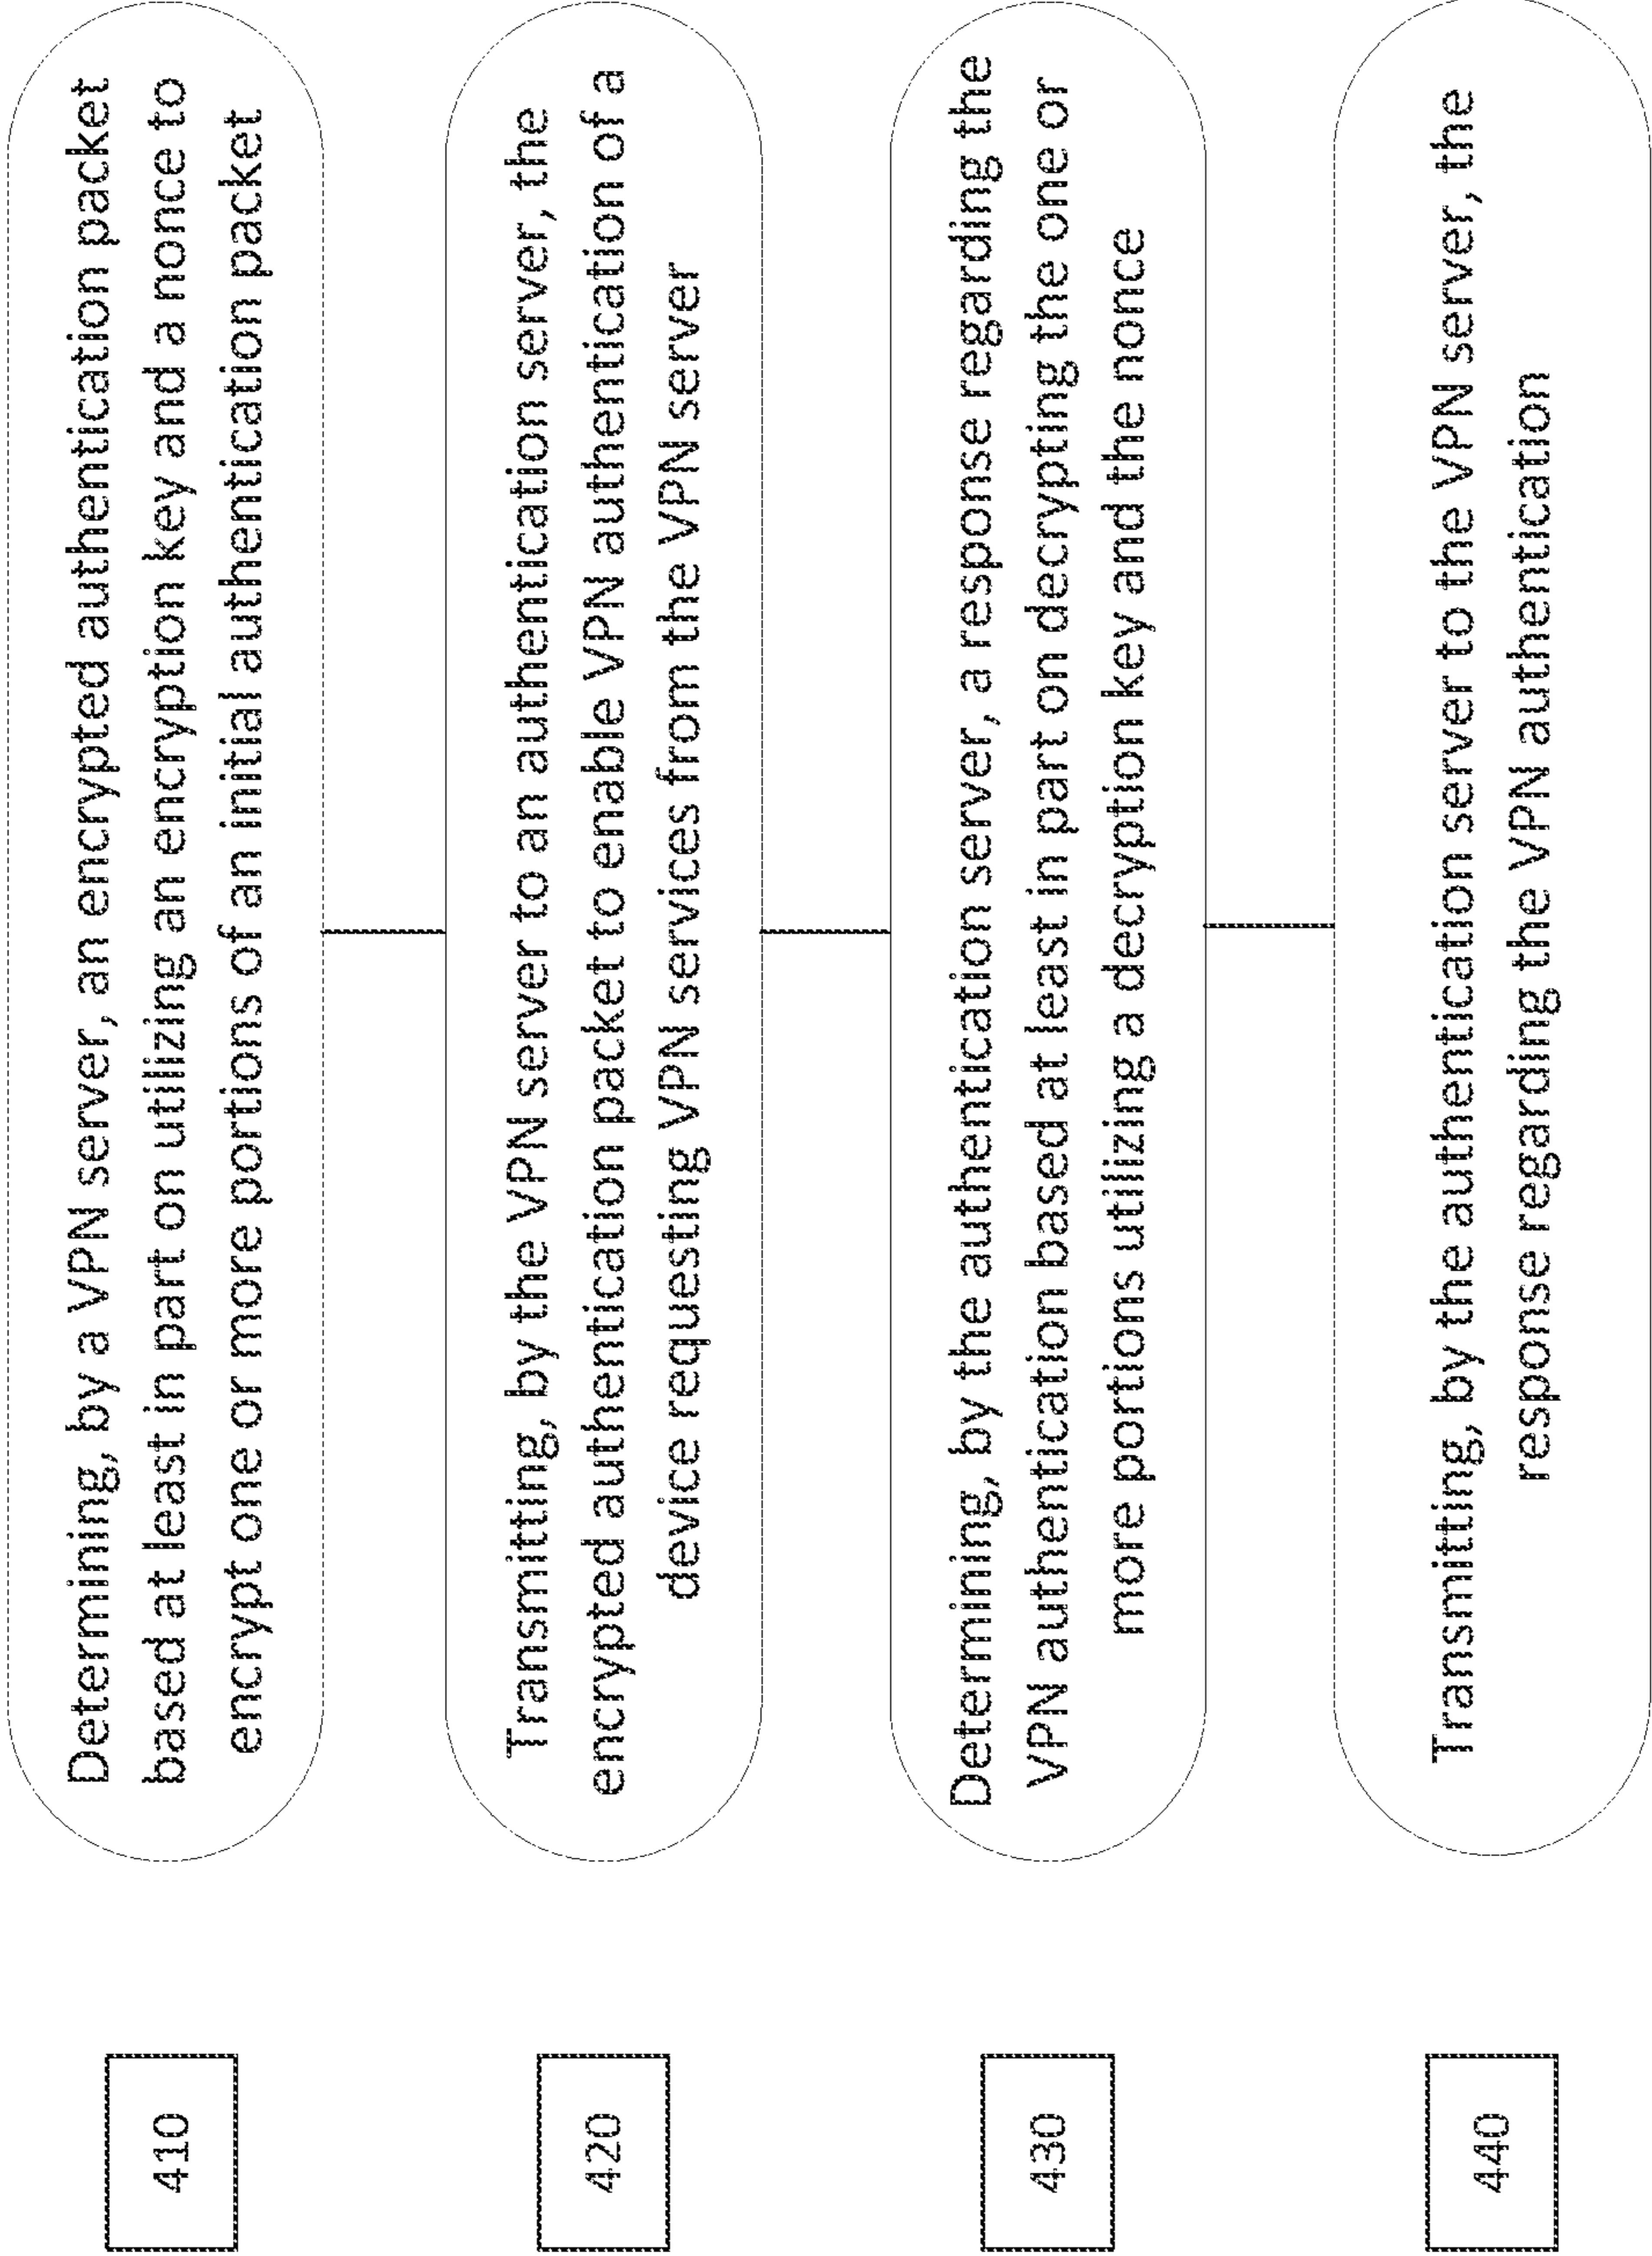 410
Determining, by a VPN server, an encrypted authentication packet
based at least in part on utilizing an encryption key and a nonce to
encrypt one or more portions of an initial authentication packet
420
Transmitting, by the VPN server to an authentication server, the
encrypted authentication packet to enable VPN authentication of a
device requesting VPN services from the VPN server
430
Determining, by the authentication server, a response regarding the
VPN authentication based at least in part on decrypting the one or
more portions utilizing a decryption key and the nonce
440
Transmitting, by the authentication server to the VPN server, the
response regarding the VPN authentication